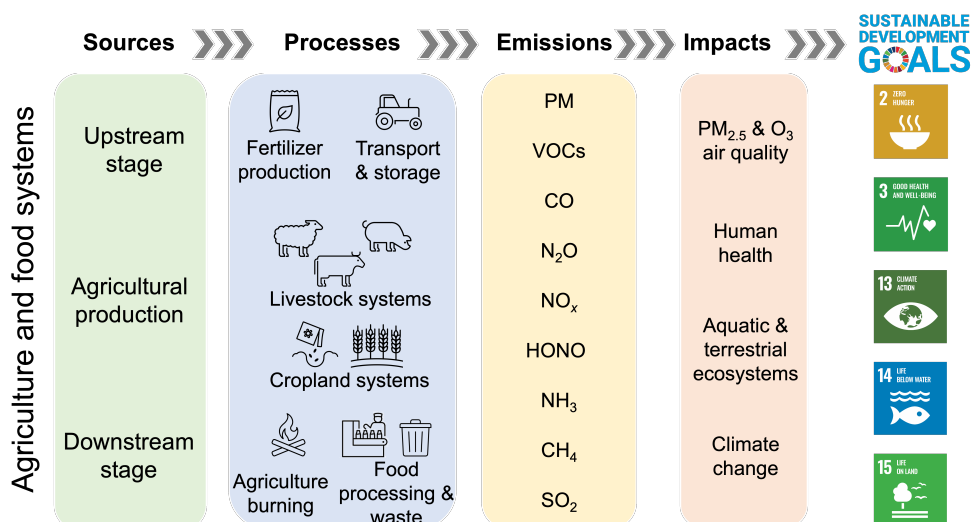 Sources
Processes
Emissions
Impacts
SUSTAINABLE
DEVELOPMENT
GOALS
Agriculture and food systems
Upstream
stage
Agricultural
production
Downstream
stage
Fertilizer
production
Transport
& storage
Livestock systems
Cropland systems
Agriculture
burning
Food
processing &
waste
PM
VOCs
CO
N₂O
NOₓ
HONO
NH₃
CH₄
SO₂
PM₂.₅ & O₃
air quality
Human
health
Aquatic &
terrestrial
ecosystems
Climate
change
2 ZERO
HUNGER
3 GOOD HEALTH
AND WELL-BEING
13 CLIMATE
ACTION
14 LIFE
BELOW WATER
15 LIFE
ON LAND